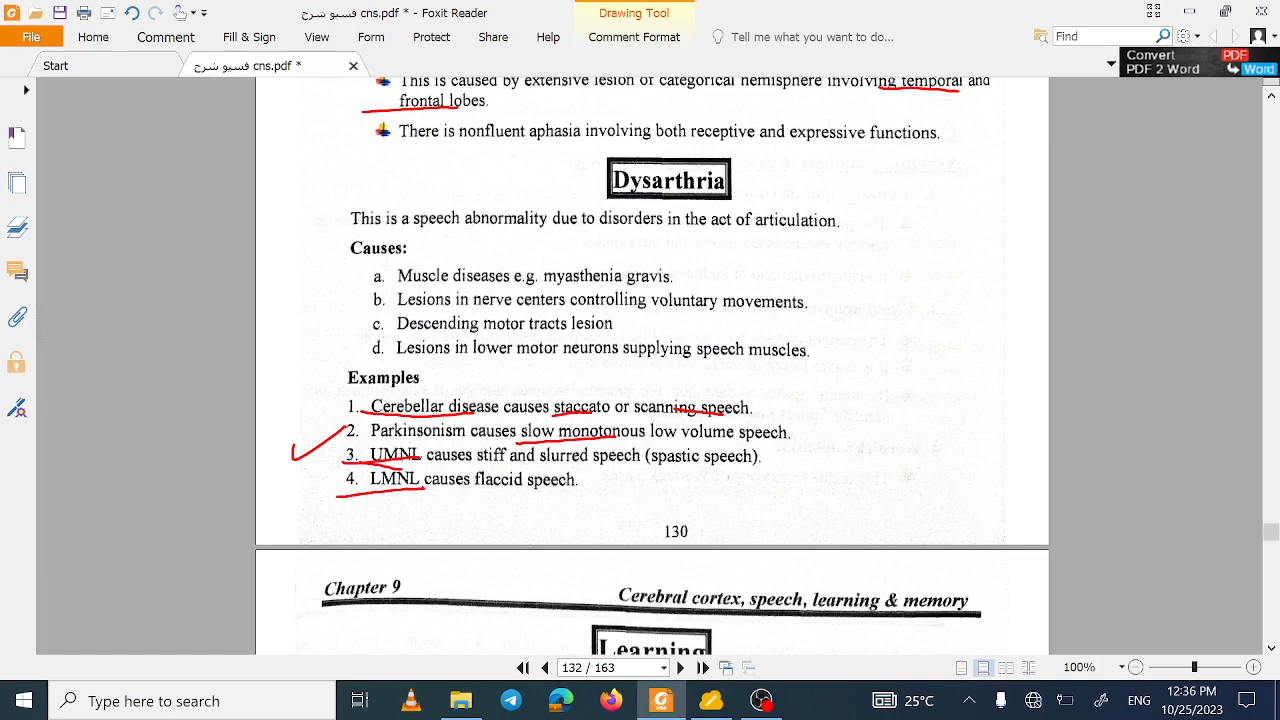 فسيو شرح cns.pdf * - Foxit Reader
Drawing Tool
File
Home
Comment
Fill & Sign
View
Form
Protect
Share
Help
Comment Format
Tell me what you want to do...
Find
Start
فسيو شرح cns.pdf *
Convert PDF
PDF 2 Word Word
This is caused by extensive lesion of categorical hemisphere involving temporal and
frontal lobes.
There is nonfluent aphasia involving both receptive and expressive functions.
Dysarthria
This is a speech abnormality due to disorders in the act of articulation.
Causes:
a. Muscle diseases e.g. myasthenia gravis.
b. Lesions in nerve centers controlling voluntary movements.
c. Descending motor tracts lesion
d. Lesions in lower motor neurons supplying speech muscles.
Examples
1. Cerebellar disease causes staccato or scanning speech.
2. Parkinsonism causes slow monotonous low volume speech.
3. UMNL causes stiff and slurred speech (spastic speech).
4. LMNL causes flaccid speech.
130
Chapter 9 Cerebral cortex, speech, learning & memory
Learning
132 / 163
100%
Type here to search
25°C
ENG
12:36 PM
10/25/2023